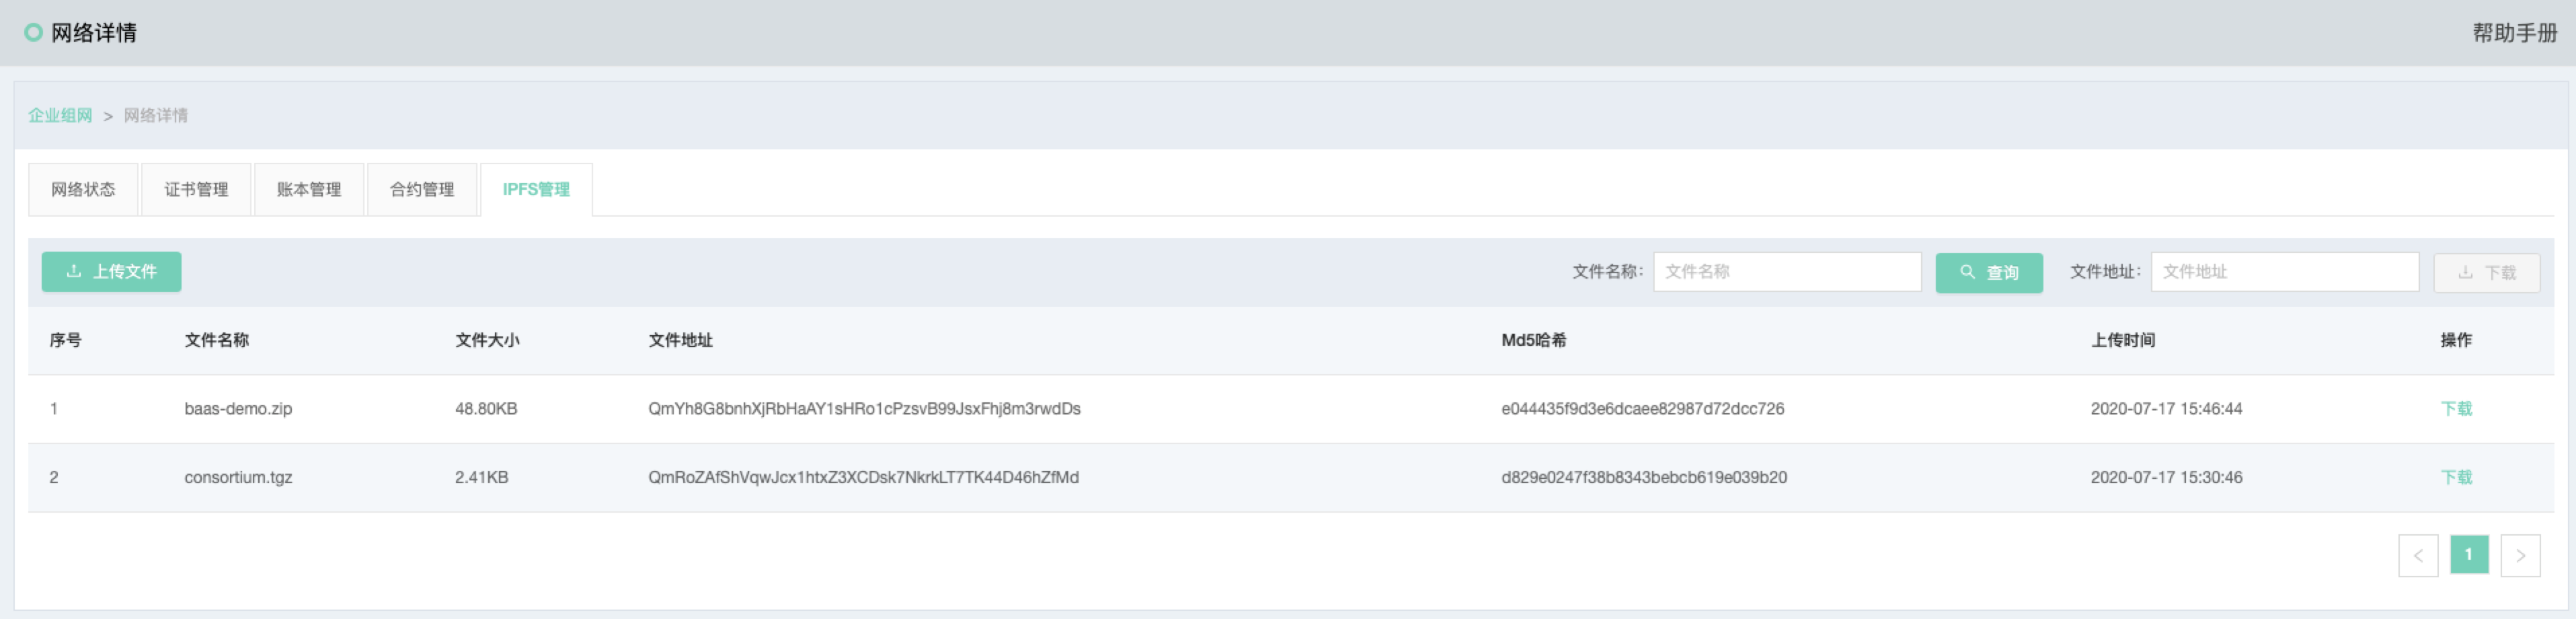 网络详情 帮助手册
企业组网 > 网络详情
网络状态 证书管理 账本管理 合约管理 IPFS管理
上传文件 文件名称: 文件名称 查询 文件地址: 文件地址 下载
序号 文件名称 文件大小 文件地址 Md5哈希 上传时间 操作
1 baas-demo.zip 48.80KB QmYh8G8bnhXjRbHaAY1sHRo1cPzsvB99JsxFhj8m3rwdDs e044435f9d3e6dcaee82987d72dcc726 2020-07-17 15:46:44 下载
2 consortium.tgz 2.41KB QmRoZAfShVqwJcx1htxZ3XCDsk7NkrkLT7TK44D46hZfMd d829e0247f38b8343bebcb619e039b20 2020-07-17 15:30:46 下载
< 1 >